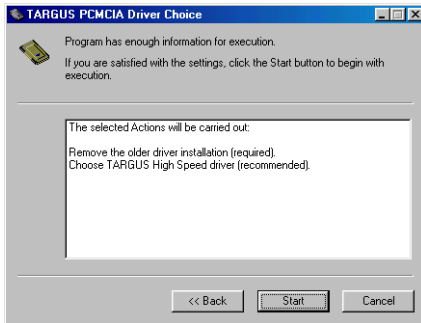 TARGUS PCMCIA Driver Choice
Program has enough information for execution.
If you are satisfied with the settings, click the Start button to begin with
execution.
The selected Actions will be carried out:
Remove the older driver installation (required).
Choose TARGUS High Speed driver (recommended).
<< Back
Start
Cancel